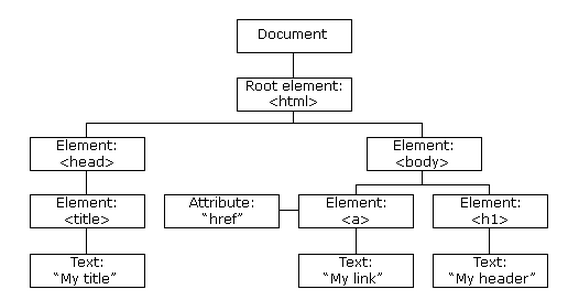 Document
Root element:
<html>
Element:
<head>
Element:
<body>
Element:
<title>
Attribute:
“href”
Element:
<a>
Element:
<h1>
Text:
“My title”
Text:
“My link”
Text:
“My header”